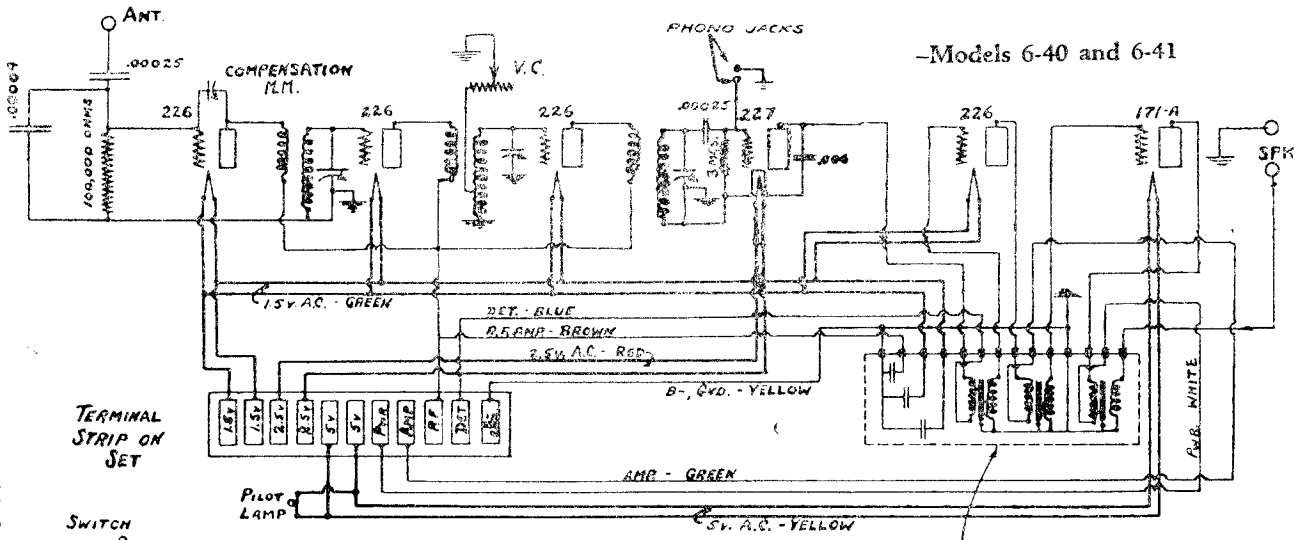 ANT.
PHONO JACKS
–Models 6-40 and 6-41
.00025
COMPENSATION
M.M.
V.C.
226
226
226
.00025
227
226
171-A
100,000 OHMS
.006
SPK
1.5v. A.C. - GREEN
DET. - BLUE
R.F. AMP - BROWN
2.5v. A.C. - RED
B-, GND. - YELLOW
TERMINAL
STRIP ON
SET
1.5v
1.5v
2.5v
2.5v
5v
5v
PWR
AMP
RF
DET
PWR. WHITE
AMP. - GREEN
PILOT
LAMP
5v. A.C. - YELLOW
SWITCH